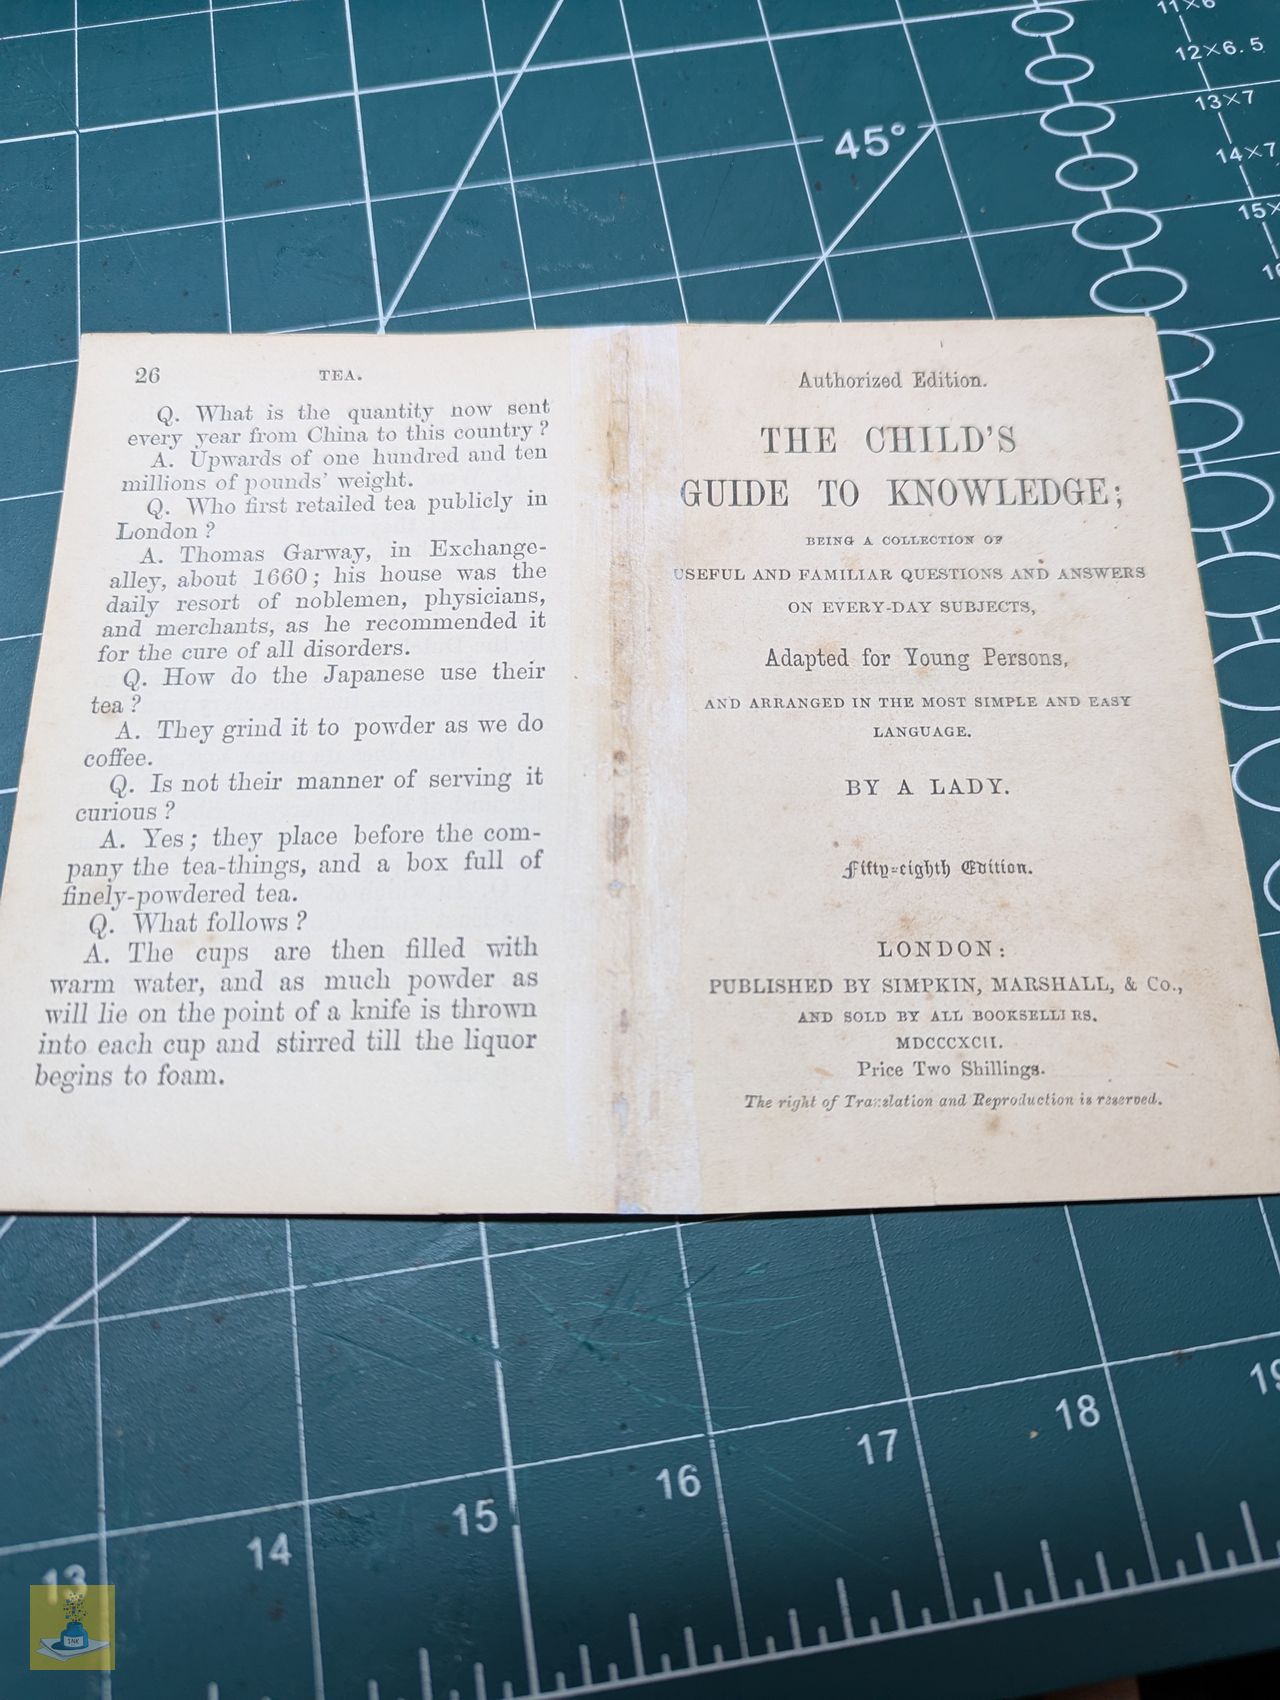 11×6
12×6.5
13×7
14×7
15×
45°
26 TEA.
Q. What is the quantity now sent
every year from China to this country?
A. Upwards of one hundred and ten
millions of pounds' weight.
Q. Who first retailed tea publicly in
London?
A. Thomas Garway, in Exchange-
alley, about 1660; his house was the
daily resort of noblemen, physicians,
and merchants, as he recommended it
for the cure of all disorders.
Q. How do the Japanese use their
tea?
A. They grind it to powder as we do
coffee.
Q. Is not their manner of serving it
curious?
A. Yes; they place before the com-
pany the tea-things, and a box full of
finely-powdered tea.
Q. What follows?
A. The cups are then filled with
warm water, and as much powder as
will lie on the point of a knife is thrown
into each cup and stirred till the liquor
begins to foam.
Authorized Edition.
THE CHILD'S
GUIDE TO KNOWLEDGE;
BEING A COLLECTION OF
USEFUL AND FAMILIAR QUESTIONS AND ANSWERS
ON EVERY-DAY SUBJECTS,
Adapted for Young Persons,
AND ARRANGED IN THE MOST SIMPLE AND EASY
LANGUAGE.
BY A LADY.
Fifty-eighth Edition.
LONDON:
PUBLISHED BY SIMPKIN, MARSHALL, & Co.,
AND SOLD BY ALL BOOKSELLERS.
MDCCCXCII.
Price Two Shillings.
The right of Translation and Reproduction is reserved.
13 14 15 16 17 18 19
INK